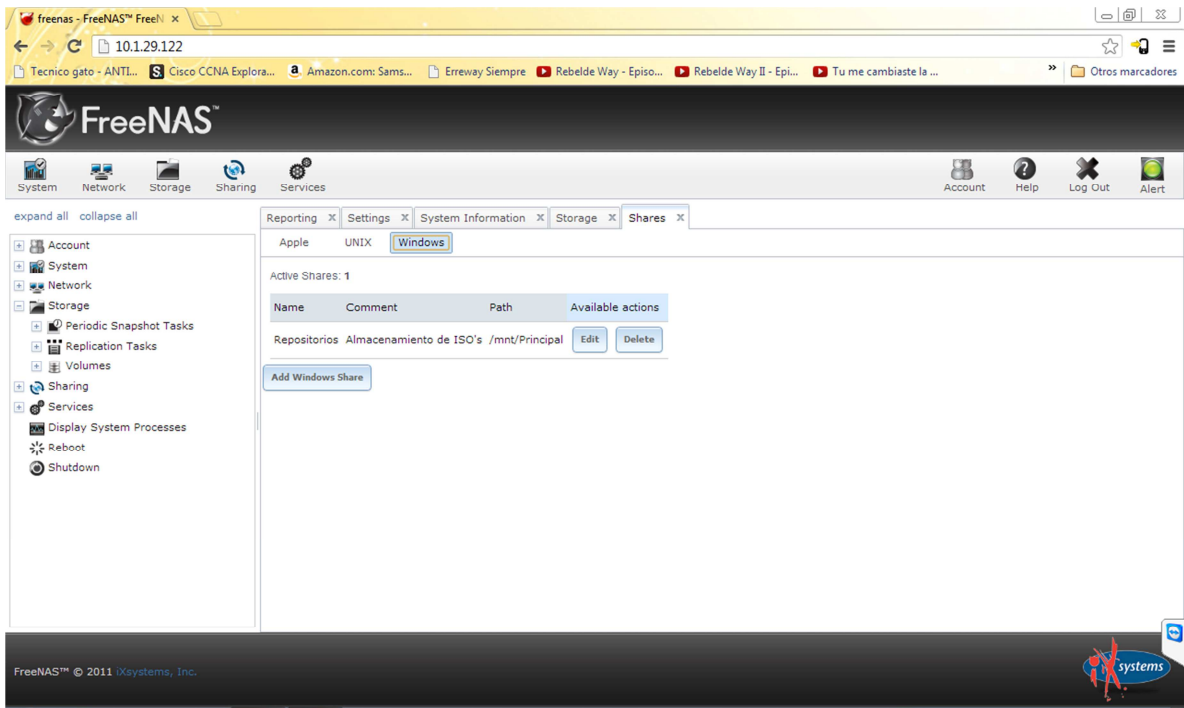 freenas - FreeNAS™ FreeN
10.1.29.122
Tecnico gato - ANTI... Cisco CCNA Explora... Amazon.com: Sams... Erreway Siempre Rebelde Way - Episo... Rebelde Way II - Epi... Tu me cambiaste la ... » Otros marcadores
FreeNAS™
System Network Storage Sharing Services Account Help Log Out Alert
expand all collapse all
Reporting Settings System Information Storage Shares
Apple UNIX Windows
Account
System
Network
Storage
Periodic Snapshot Tasks
Replication Tasks
Volumes
Sharing
Services
Display System Processes
Reboot
Shutdown
Active Shares: 1
Name Comment Path Available actions
Repositorios Almacenamiento de ISO's /mnt/Principal Edit Delete
Add Windows Share
FreeNAS™ © 2011 iXsystems, Inc.
iXsystems